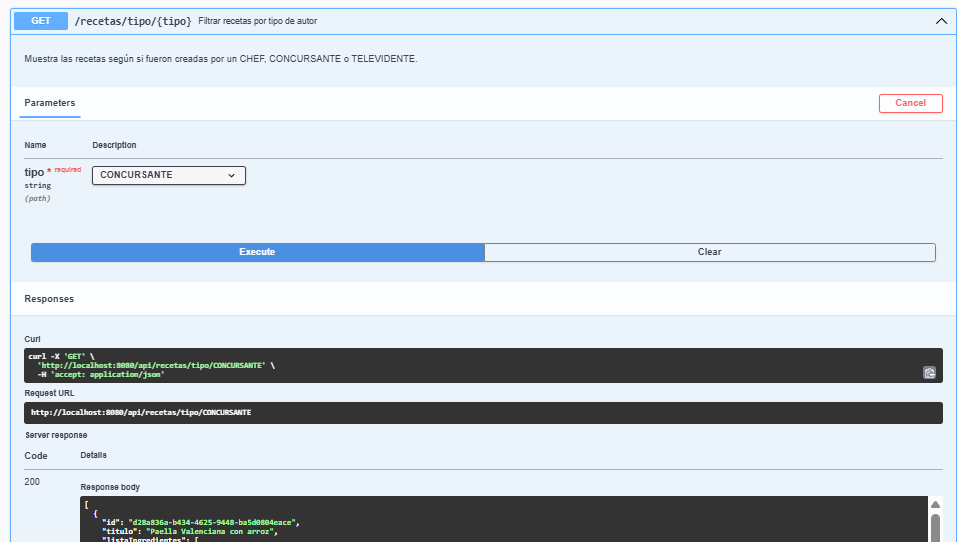 GET /recetas/tipo/{tipo} Filtrar recetas por tipo de autor
Muestra las recetas según si fueron creadas por un CHEF, CONCURSANTE o TELEVIDENTE.
Parameters
Cancel
Name Description
tipo * required
string
(path)
CONCURSANTE
Execute
Clear
Responses
Curl
curl -X 'GET' \
'http://localhost:8080/api/recetas/tipo/CONCURSANTE' \
-H 'accept: application/json'
Request URL
http://localhost:8080/api/recetas/tipo/CONCURSANTE
Server response
Code Details
200
Response body
[
{
"id": "d28a836a-b434-4625-9448-ba5d0804eace",
"titulo": "Paella Valenciana con arroz",
"listaIngredientes": [